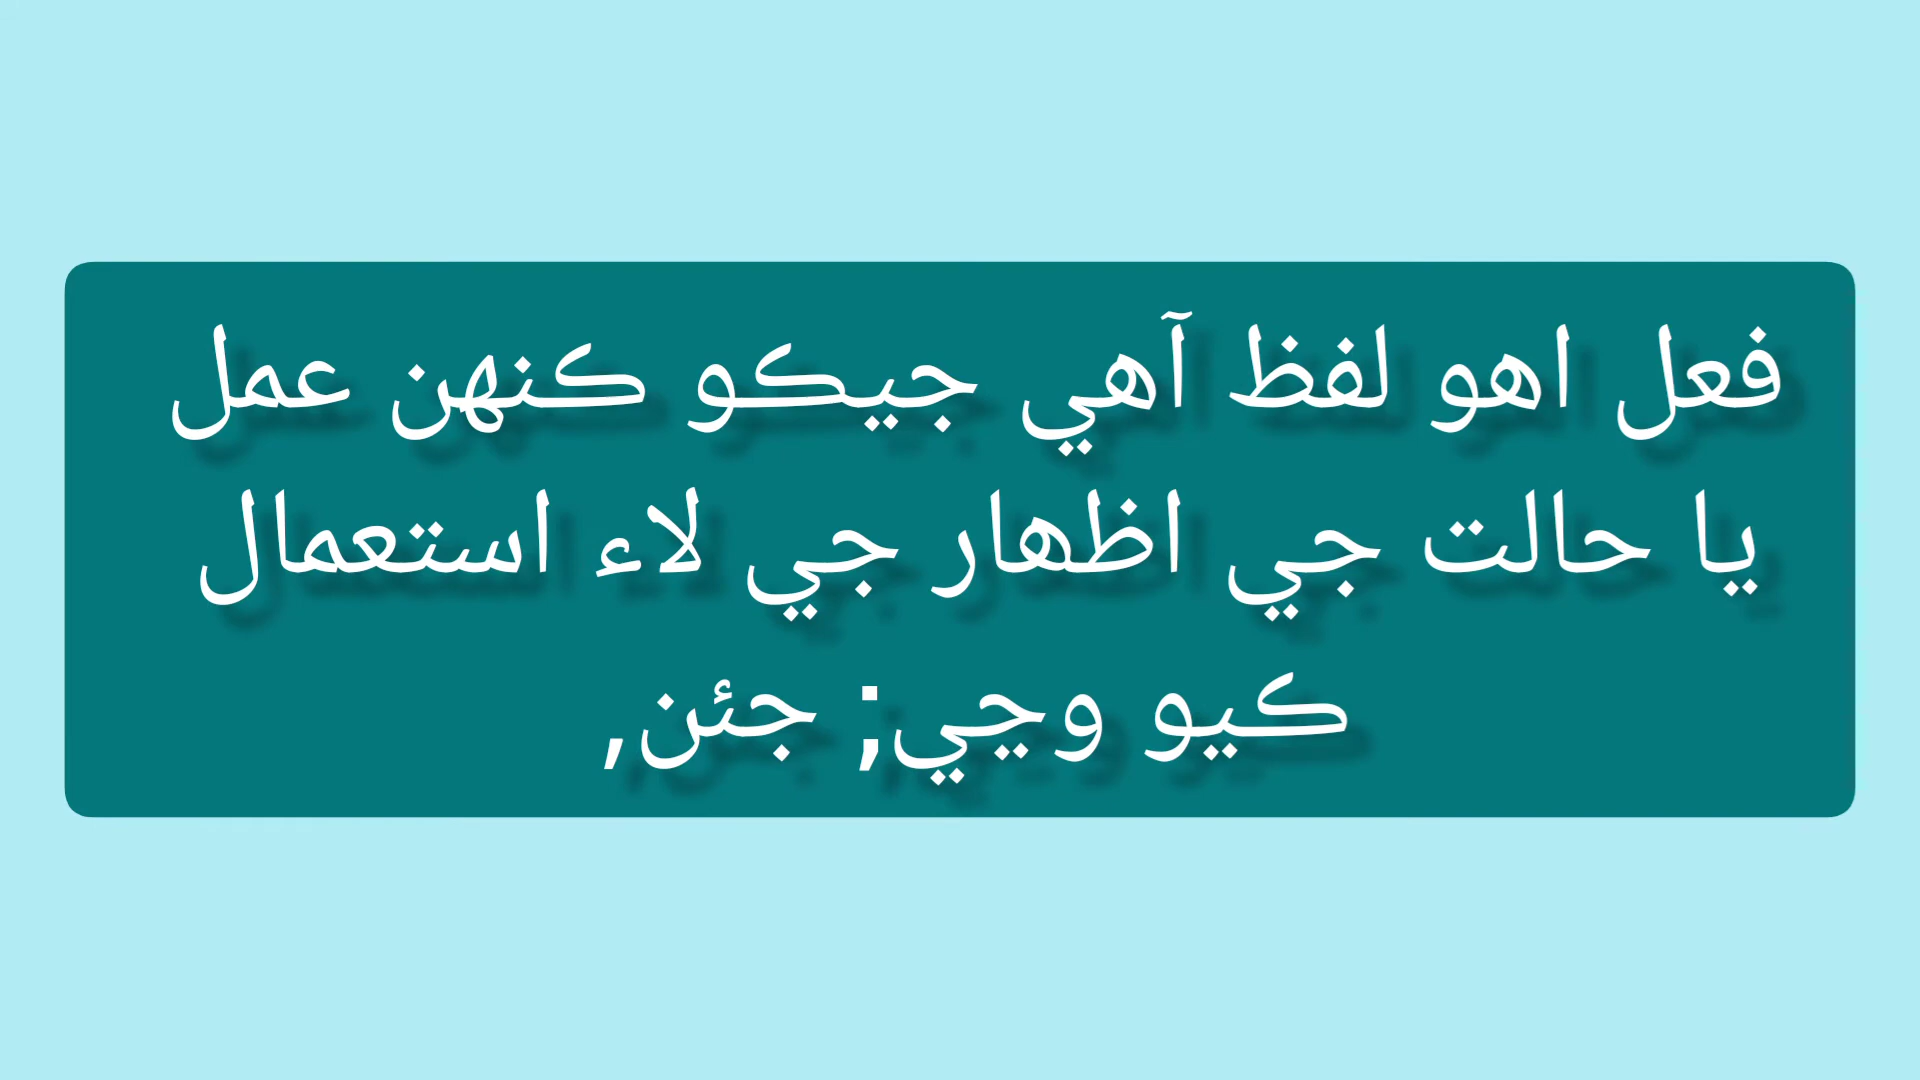 فعل اهو لفظ آهي جيڪو ڪنهن عمل
يا حالت جي اظهار جي لاءِ استعمال
ڪيو وڃي; جئن,